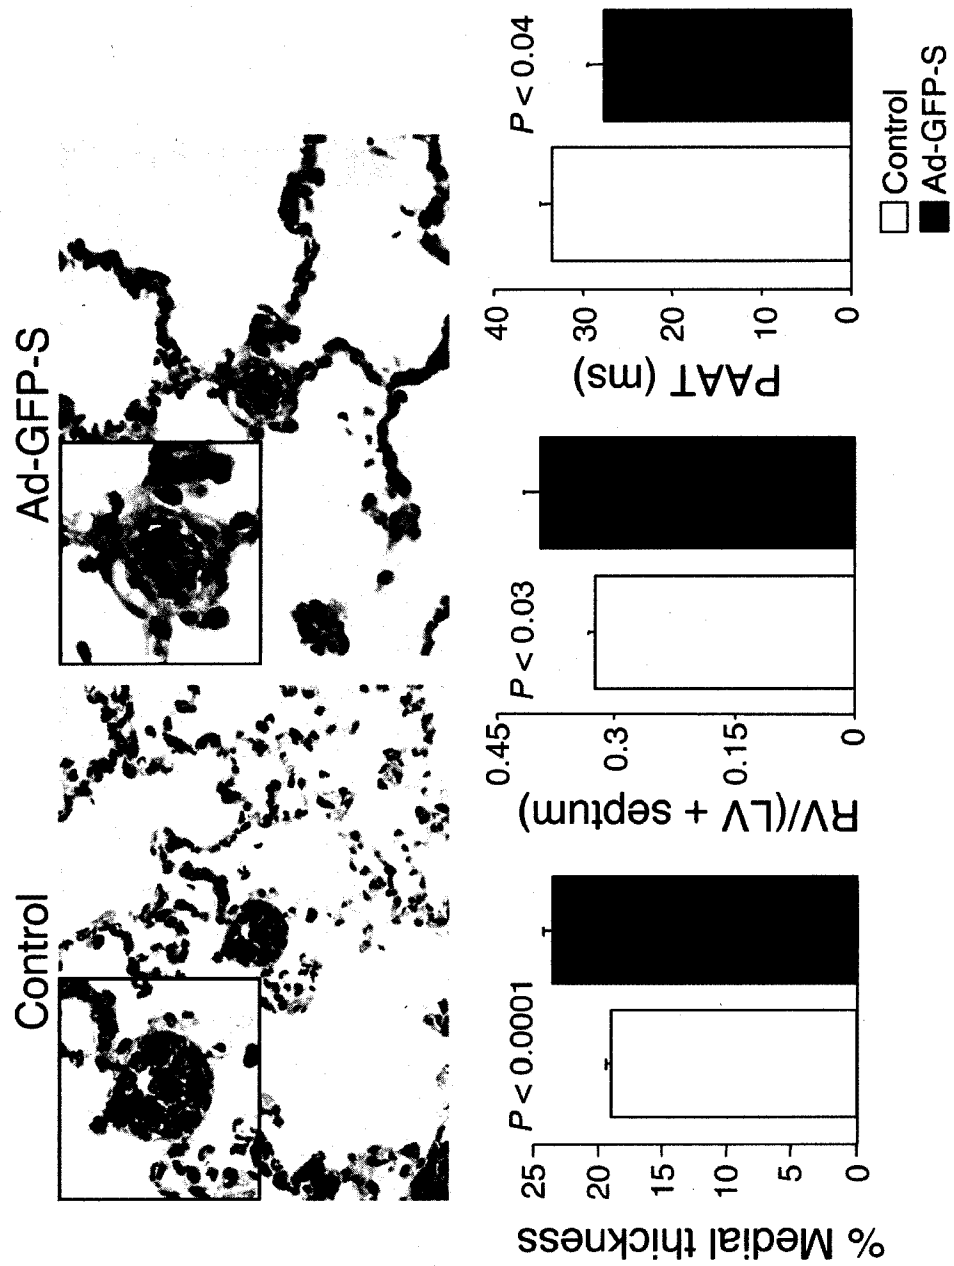 Control
Ad-GFP-S
% Medial thickness
25
20
15
10
5
0
P < 0.0001
RV/(LV + septum)
0.45
0.3
0.15
0
P < 0.03
PAAT (ms)
40
30
20
10
0
P < 0.04
Control
Ad-GFP-S